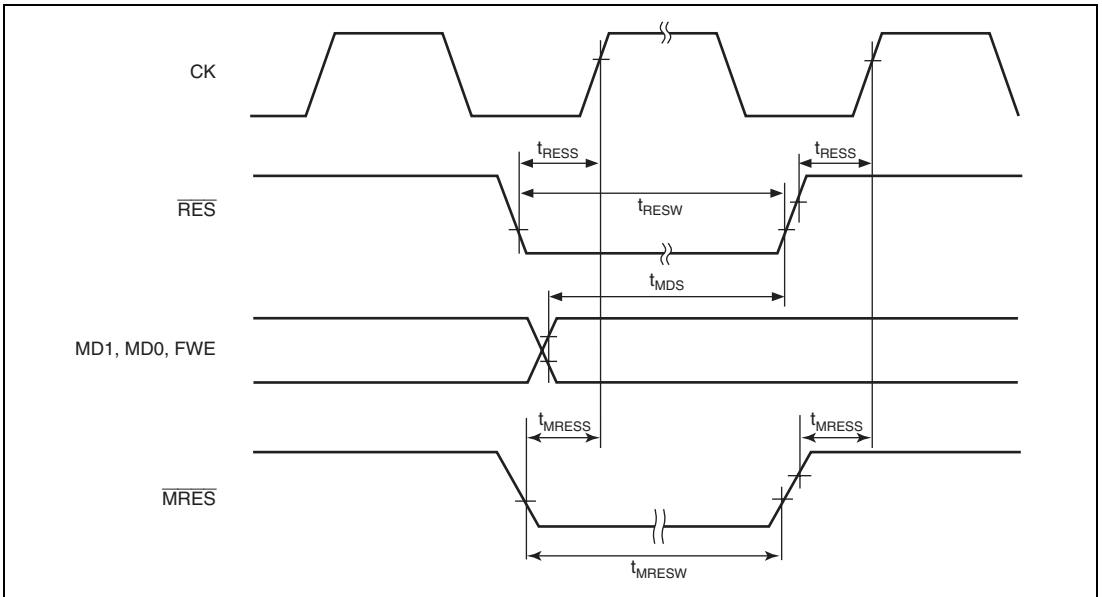 CK
tRESS tRESS
RES
tRESW
tMDS
MD1, MD0, FWE
tMRESS tMRESS
MRES
tMRESW